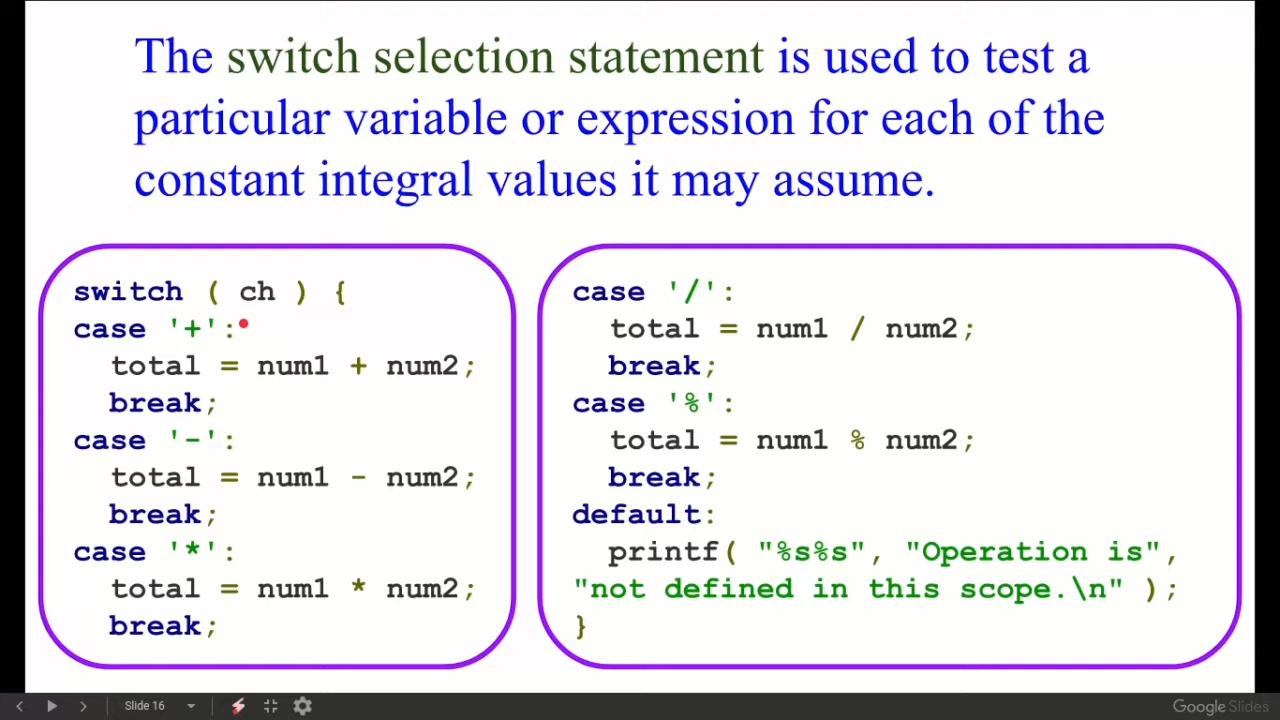 The switch selection statement is used to test a
particular variable or expression for each of the
constant integral values it may assume.
switch ( ch ) {
case '+':
  total = num1 + num2;
  break;
case '-':
  total = num1 - num2;
  break;
case '*':
  total = num1 * num2;
  break;
case '/':
  total = num1 / num2;
  break;
case '%':
  total = num1 % num2;
  break;
default:
  printf( "%s%s", "Operation is",
"not defined in this scope.\n" );
}
Slide 16
Google Slides